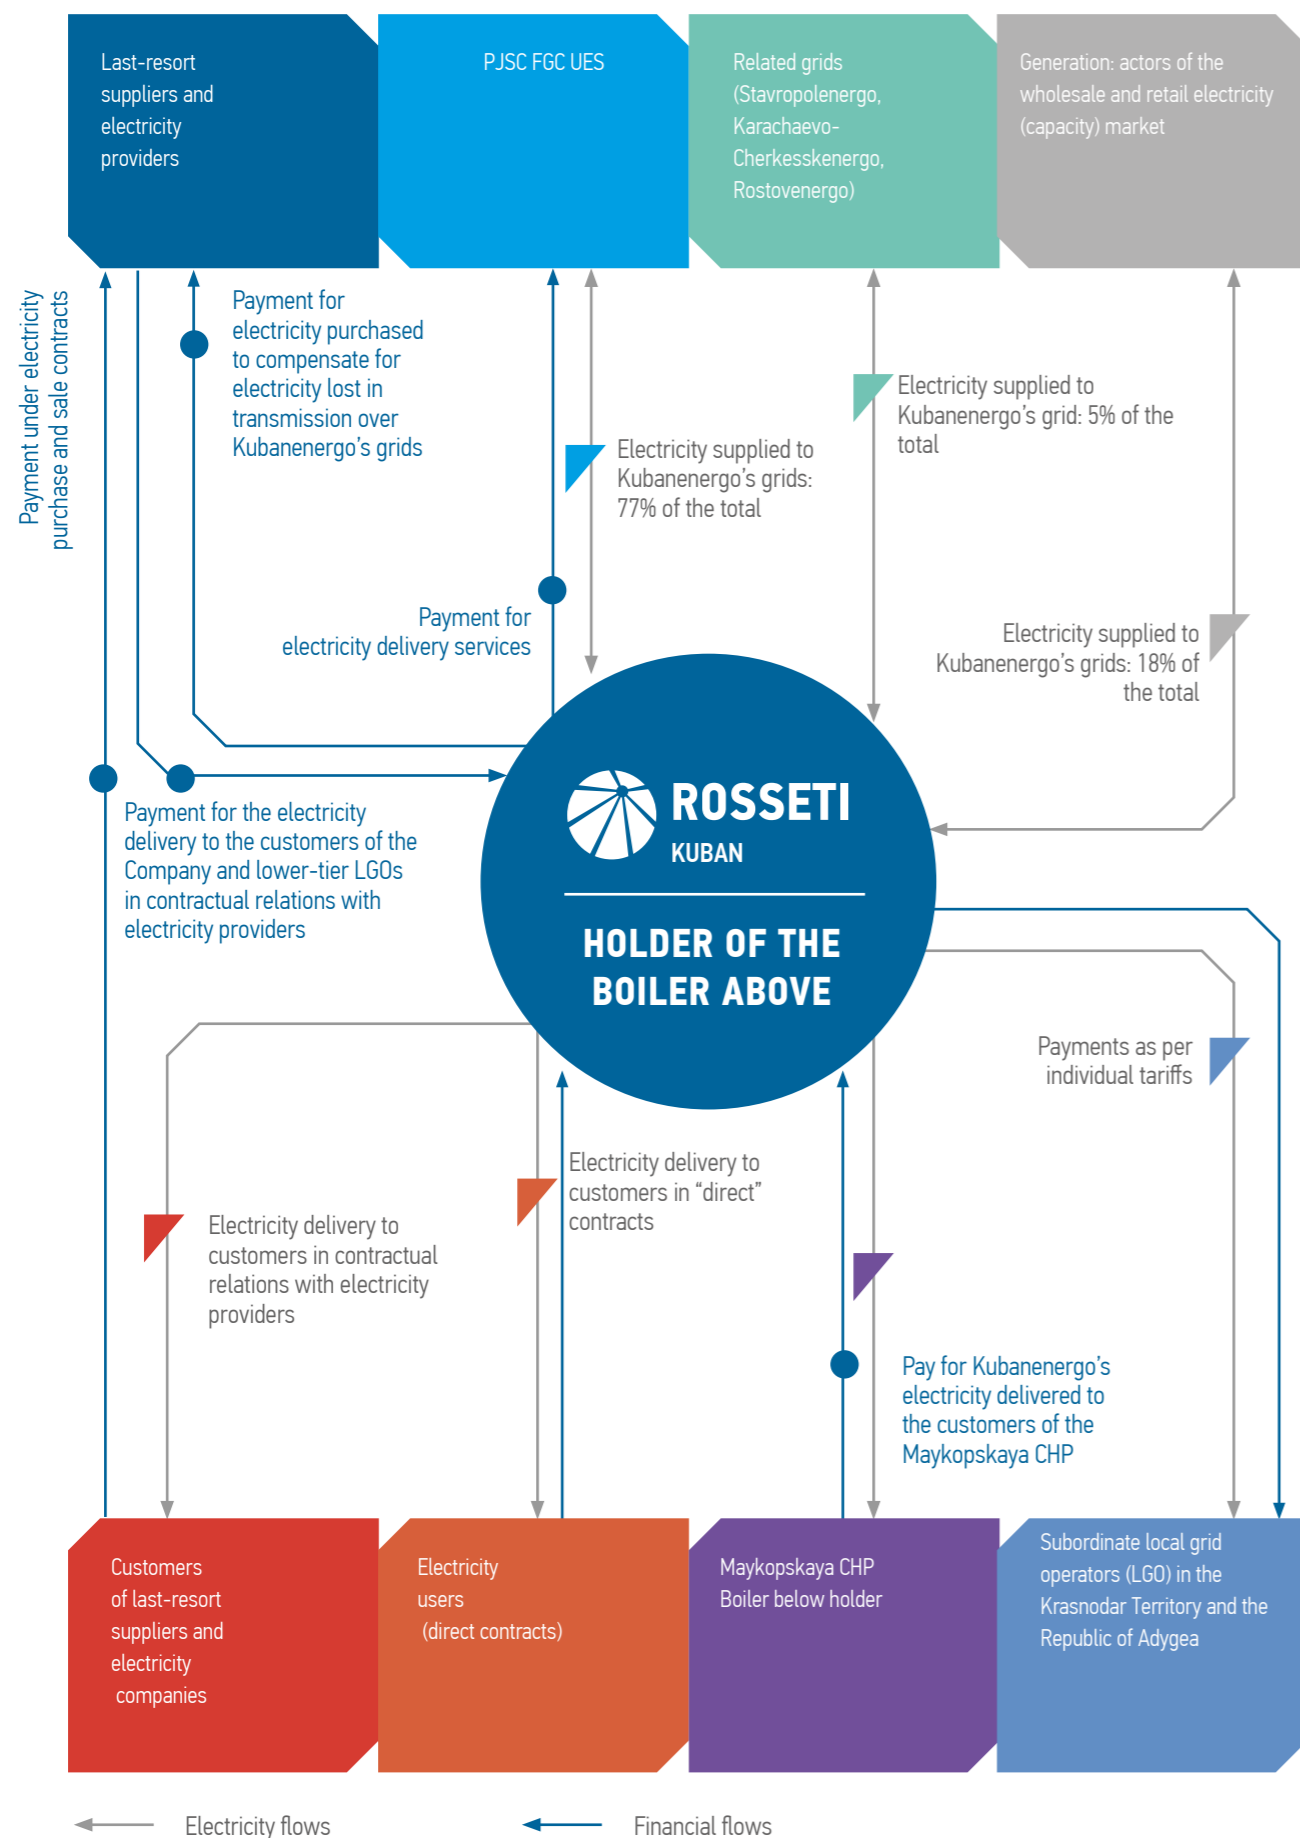 Last-resort
suppliers and
electricity
providers
PJSC FGC UES
Related grids
(Stavropolenergo,
Karachaevo-
Cherkesskenergo,
Rostovenergo)
Generation: actors of the
wholesale and retail electricity
(capacity) market
Payment under electricity
purchase and sale contracts
Payment for
electricity purchased
to compensate for
electricity lost in
transmission over
Kubanenergo’s grids
Electricity supplied to
Kubanenergo’s grids:
77% of the total
Electricity supplied to
Kubanenergo’s grid: 5% of the
total
Payment for
electricity delivery services
Electricity supplied to
Kubanenergo’s grids: 18% of
the total
Payment for the electricity
delivery to the customers of the
Company and lower-tier LGOs
in contractual relations with
electricity providers
ROSSETI
KUBAN
HOLDER OF THE
BOILER ABOVE
Payments as per
individual tariffs
Electricity delivery to
customers in “direct”
contracts
Electricity delivery to
customers in contractual
relations with electricity
providers
Pay for Kubanenergo’s
electricity delivered to
the customers of the
Maykopskaya CHP
Customers
of last-resort
suppliers and
electricity
companies
Electricity
users
(direct contracts)
Maykopskaya CHP
Boiler below holder
Subordinate local grid
operators (LGO) in the
Krasnodar Territory and the
Republic of Adygea
Electricity flows
Financial flows